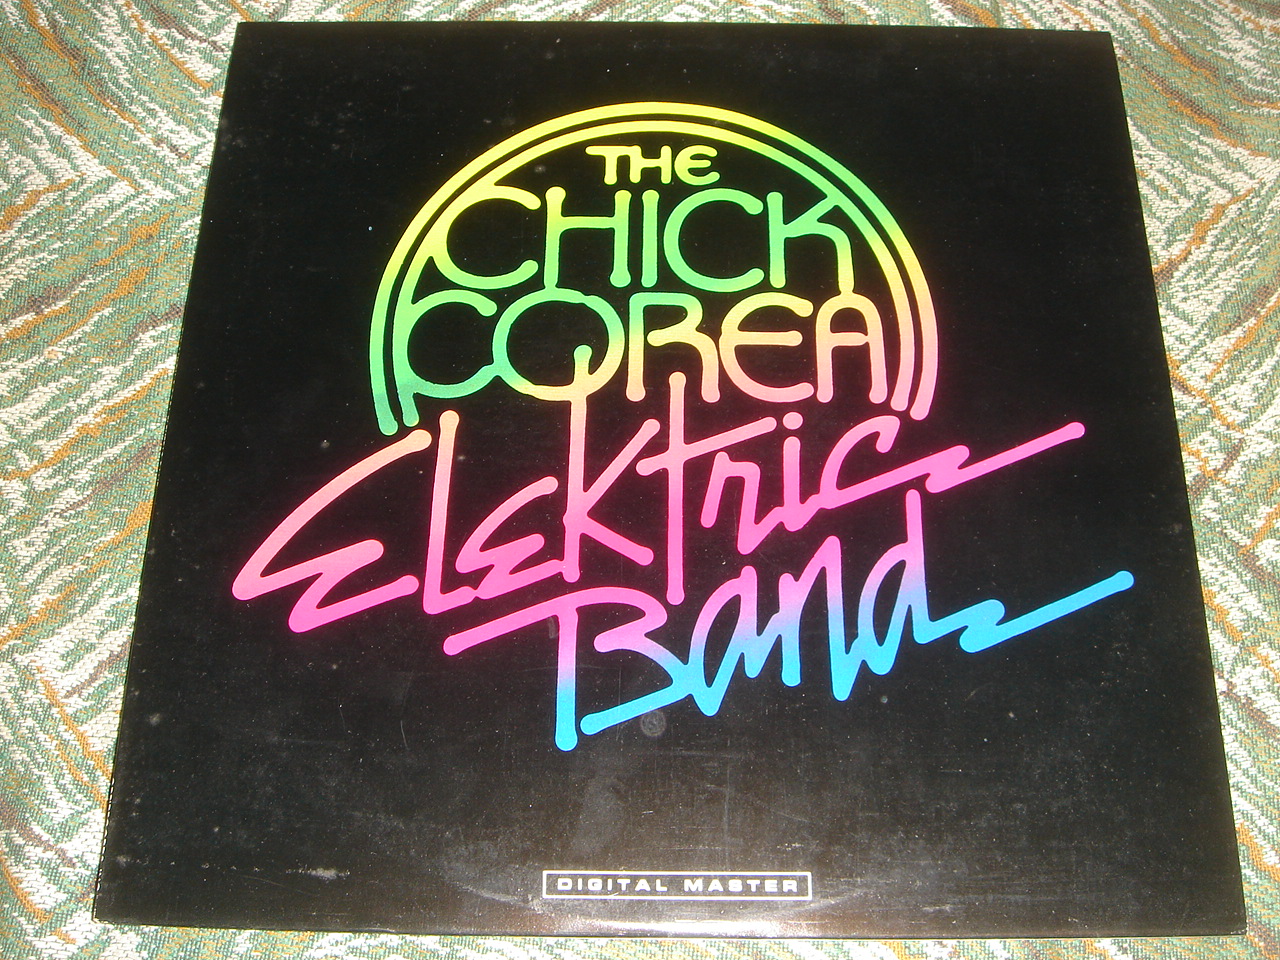 THE
CHICK
COREA
Elektric
Band
DIGITAL MASTER